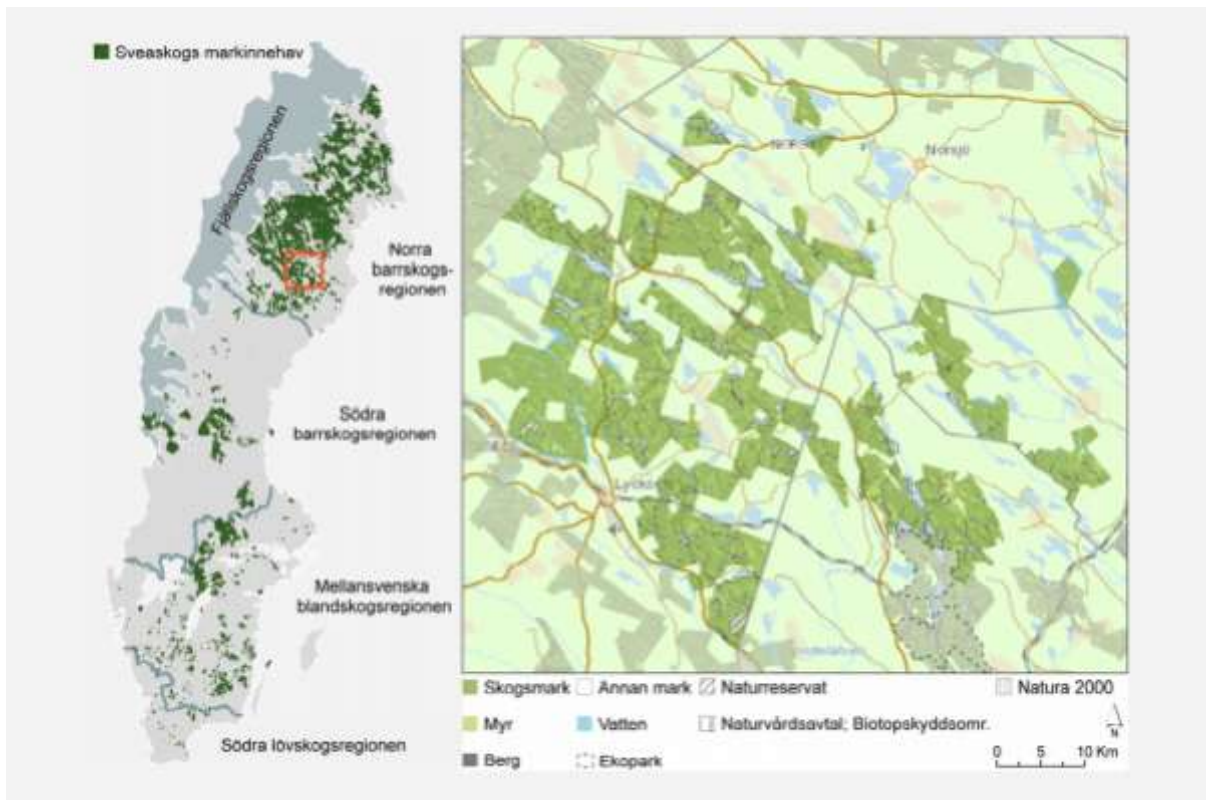 Sveaskogs markinnehav
Fjällskogsregionen
Norra
barrskogs-
regionen
Södra
barrskogsregionen
Mellansvenska
blandskogsregionen
Södra lövskogsregionen
Norsjö
Skogsmark Annan mark Naturreservat Natura 2000
Myr Vatten Naturvårdsavtal; Biotopskyddsomr.
Berg Ekopark
N
0 5 10 Km